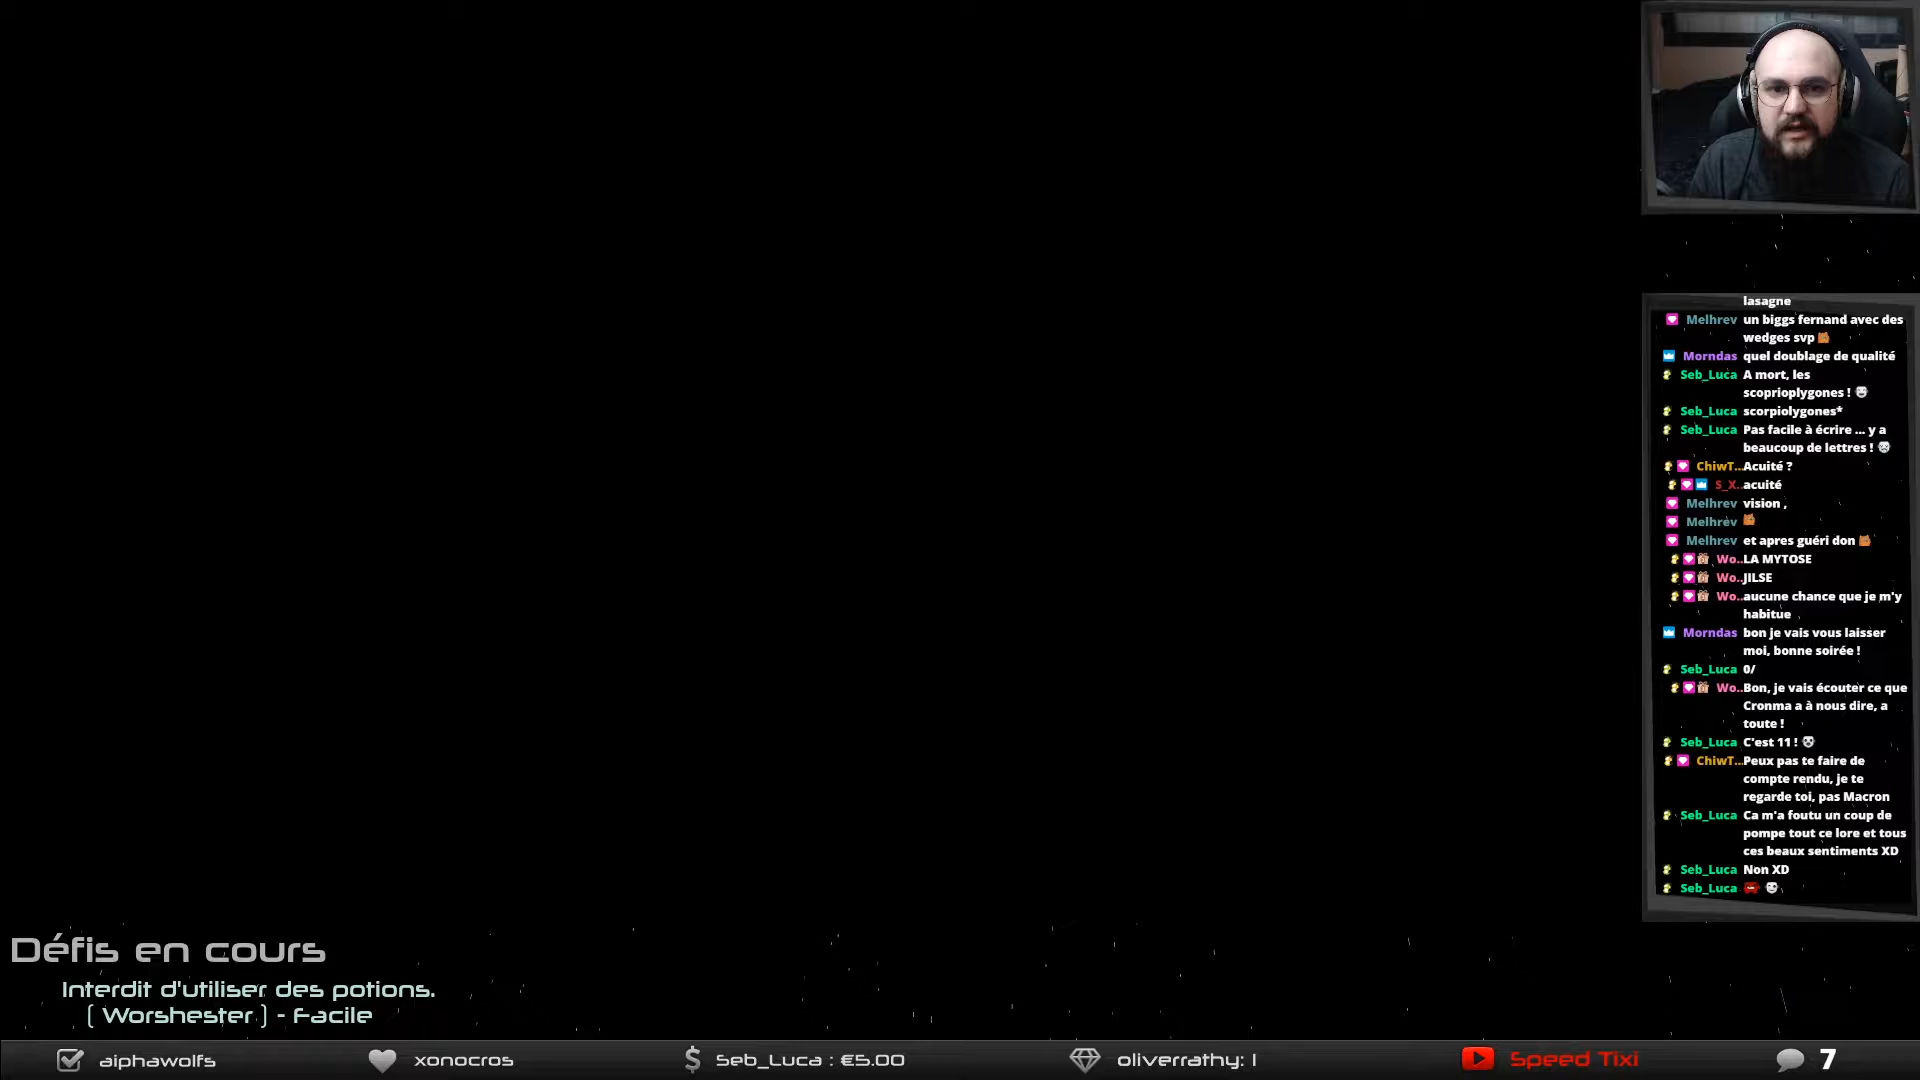 lasagne
Melhrev un biggs fernand avec des
wedges svp
Morndas quel doublage de qualité
Seb_Luca A mort, les
scoprioplygones !
Seb_Luca scorpiolygones*
Seb_Luca Pas facile à écrire ... y a
beaucoup de lettres !
ChiwT... Acuité ?
S_X.. acuité
Melhrev vision ,
Melhrev
Melhrev et apres guéri don
Wo.. LA MYTOSE
Wo.. JILSE
Wo.. aucune chance que je m'y
habitue
Morndas bon je vais vous laisser
moi, bonne soirée !
Seb_Luca 0/
Wo.. Bon, je vais écouter ce que
Cronma a à nous dire, a
toute !
Seb_Luca C'est 11 !
ChiwT... Peux pas te faire de
compte rendu, je te
regarde toi, pas Macron
Seb_Luca Ca m'a foutu un coup de
pompe tout ce lore et tous
ces beaux sentiments XD
Seb_Luca Non XD
Seb_Luca
Défis en cours
Interdit d'utiliser des potions.
( Worshester ) - Facile
aiphawolfs
xonocros
$ Seb_Luca : €5.00
oliverrathy: 1
Speed Tixi
7